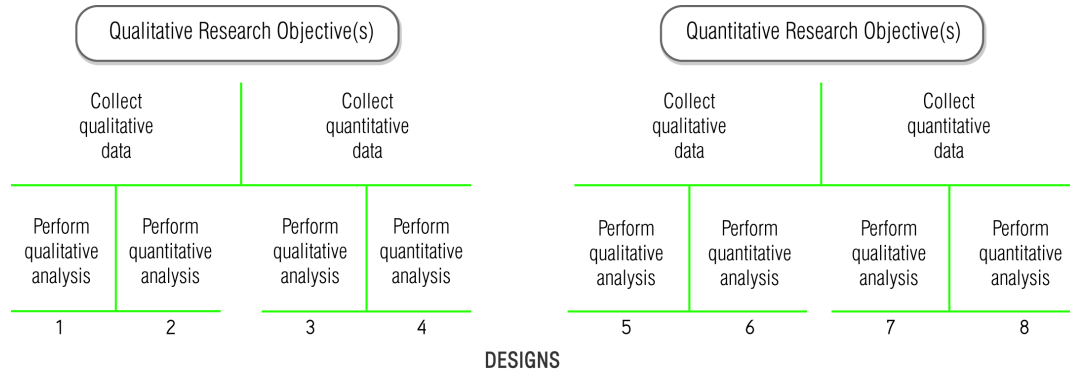 Qualitative Research Objective(s)
Quantitative Research Objective(s)
Collect
qualitative
data
Collect
quantitative
data
Collect
qualitative
data
Collect
quantitative
data
Perform
qualitative
analysis
Perform
quantitative
analysis
Perform
qualitative
analysis
Perform
quantitative
analysis
Perform
qualitative
analysis
Perform
quantitative
analysis
Perform
qualitative
analysis
Perform
quantitative
analysis
1 2 3 4 5 6 7 8
DESIGNS